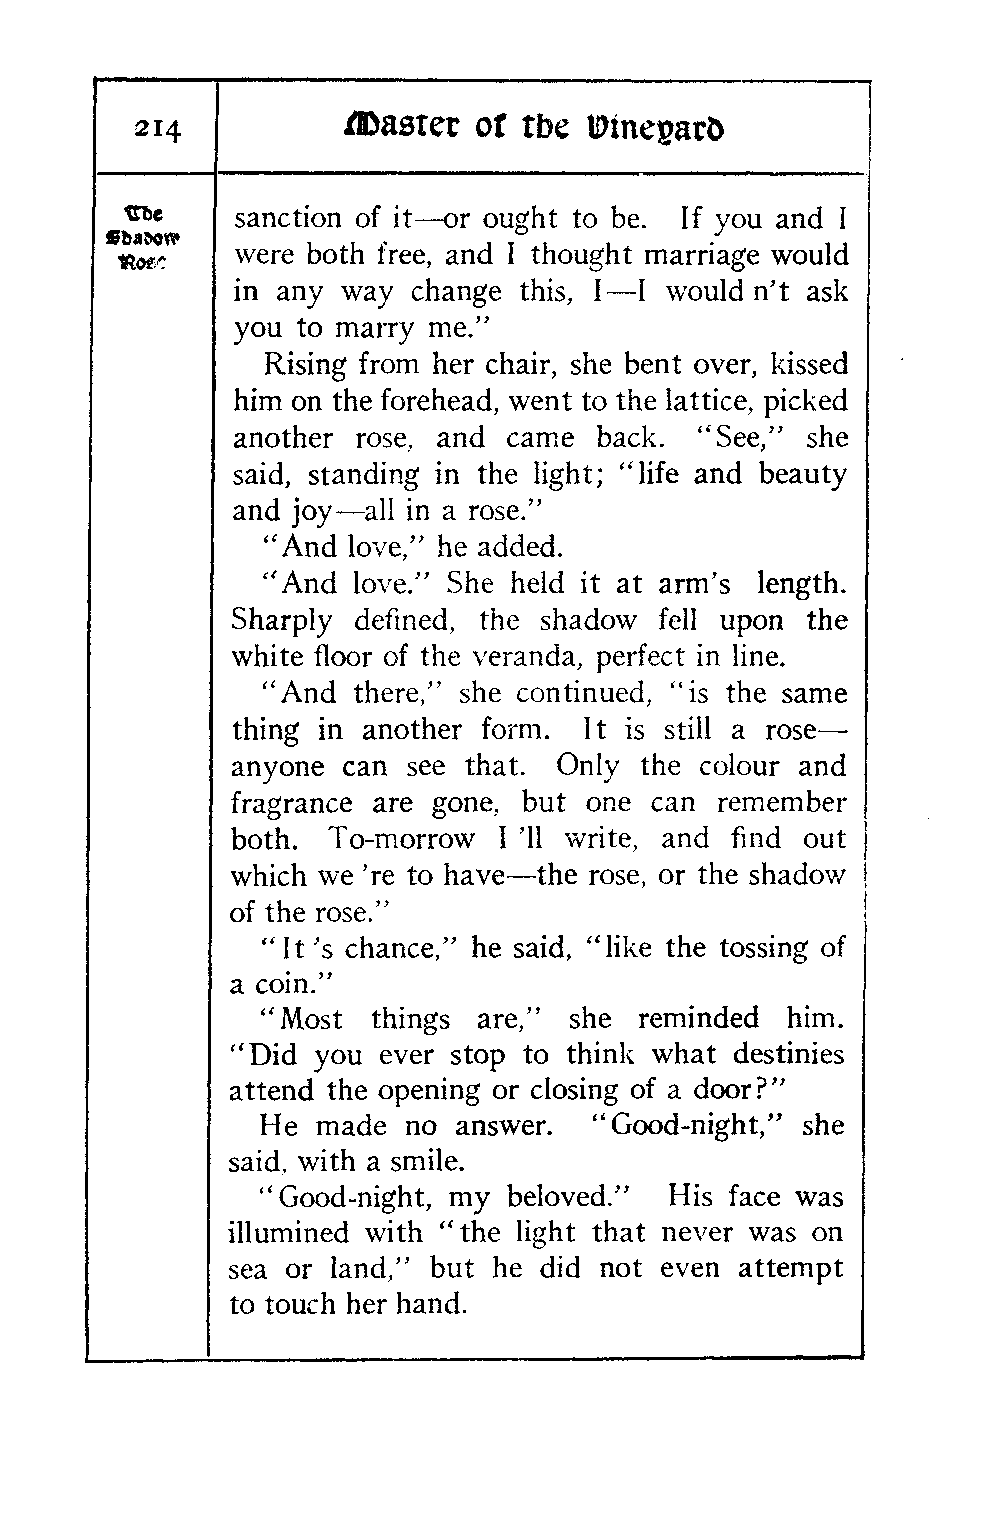 214
Master of the Vineyard
The
Shadow
Rose
sanction of it—or ought to be. If you and I
were both free, and I thought marriage would
in any way change this, I—I would n't ask
you to marry me.”
Rising from her chair, she bent over, kissed
him on the forehead, went to the lattice, picked
another rose, and came back. “See,” she
said, standing in the light; “life and beauty
and joy—all in a rose.”
“And love,” he added.
“And love.” She held it at arm's length.
Sharply defined, the shadow fell upon the
white floor of the veranda, perfect in line.
“And there,” she continued, “is the same
thing in another form. It is still a rose—
anyone can see that. Only the colour and
fragrance are gone, but one can remember
both. To-morrow I 'll write, and find out
which we 're to have—the rose, or the shadow
of the rose.”
“It 's chance,” he said, “like the tossing of
a coin.”
“Most things are,” she reminded him.
“Did you ever stop to think what destinies
attend the opening or closing of a door?”
He made no answer. “Good-night,” she
said, with a smile.
“Good-night, my beloved.” His face was
illumined with “the light that never was on
sea or land,” but he did not even attempt
to touch her hand.